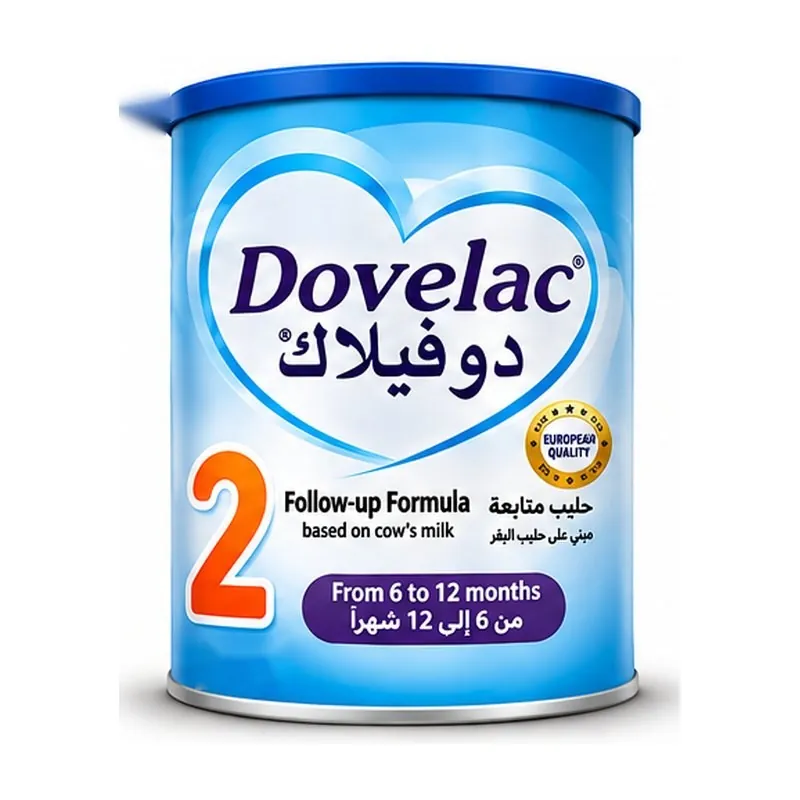 Dovelac®
دوفيلاك®
EUROPEAN
QUALITY
2
Follow-up Formula
based on cow's milk
حليب متابعة
مبني على حليب البقر
From 6 to 12 months
من 6 إلى 12 شهراً